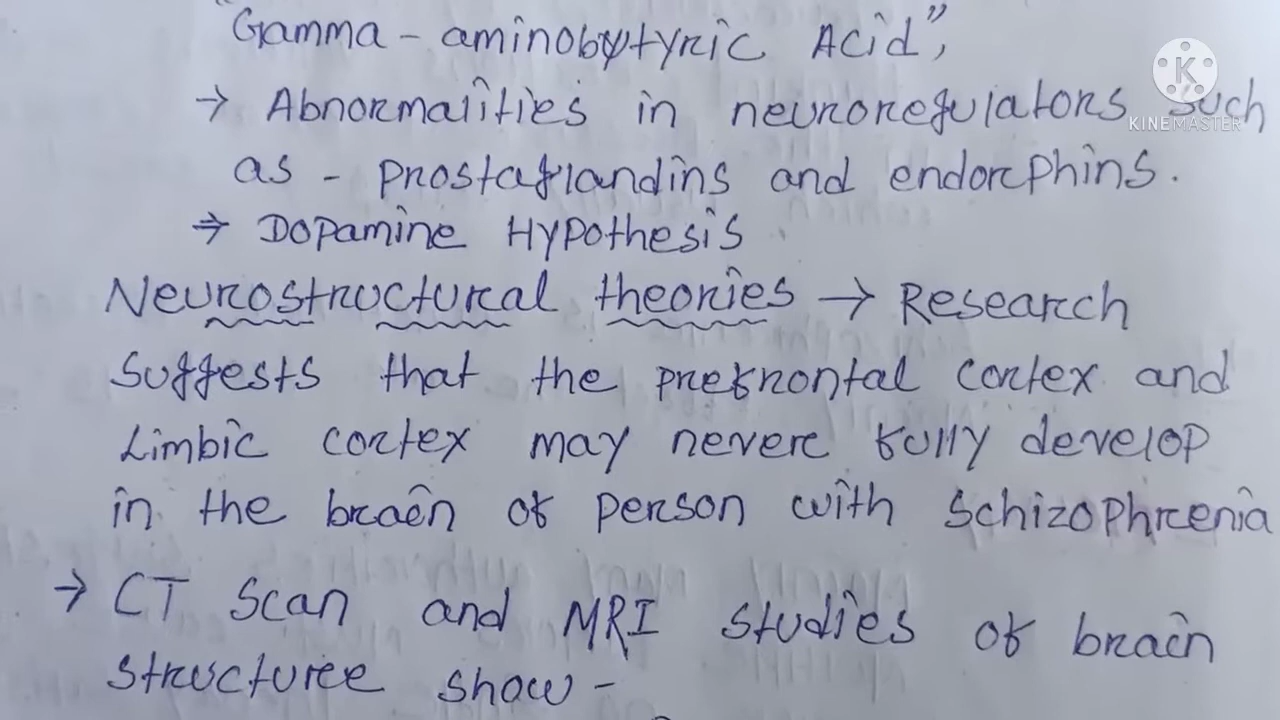 "Gamma - aminobutyric Acid",
→ Abnormalities in neuroregulators such
as - prostaglandins and endorphins.
⇒ Dopamine Hypothesis
Neurostructural theories → Research
suggests that the prefrontal cortex and
Limbic cortex may never fully develop
in the brain of person with schizophrenia
→ CT scan and MRI studies of brain
structure show -
K
KINEMASTER